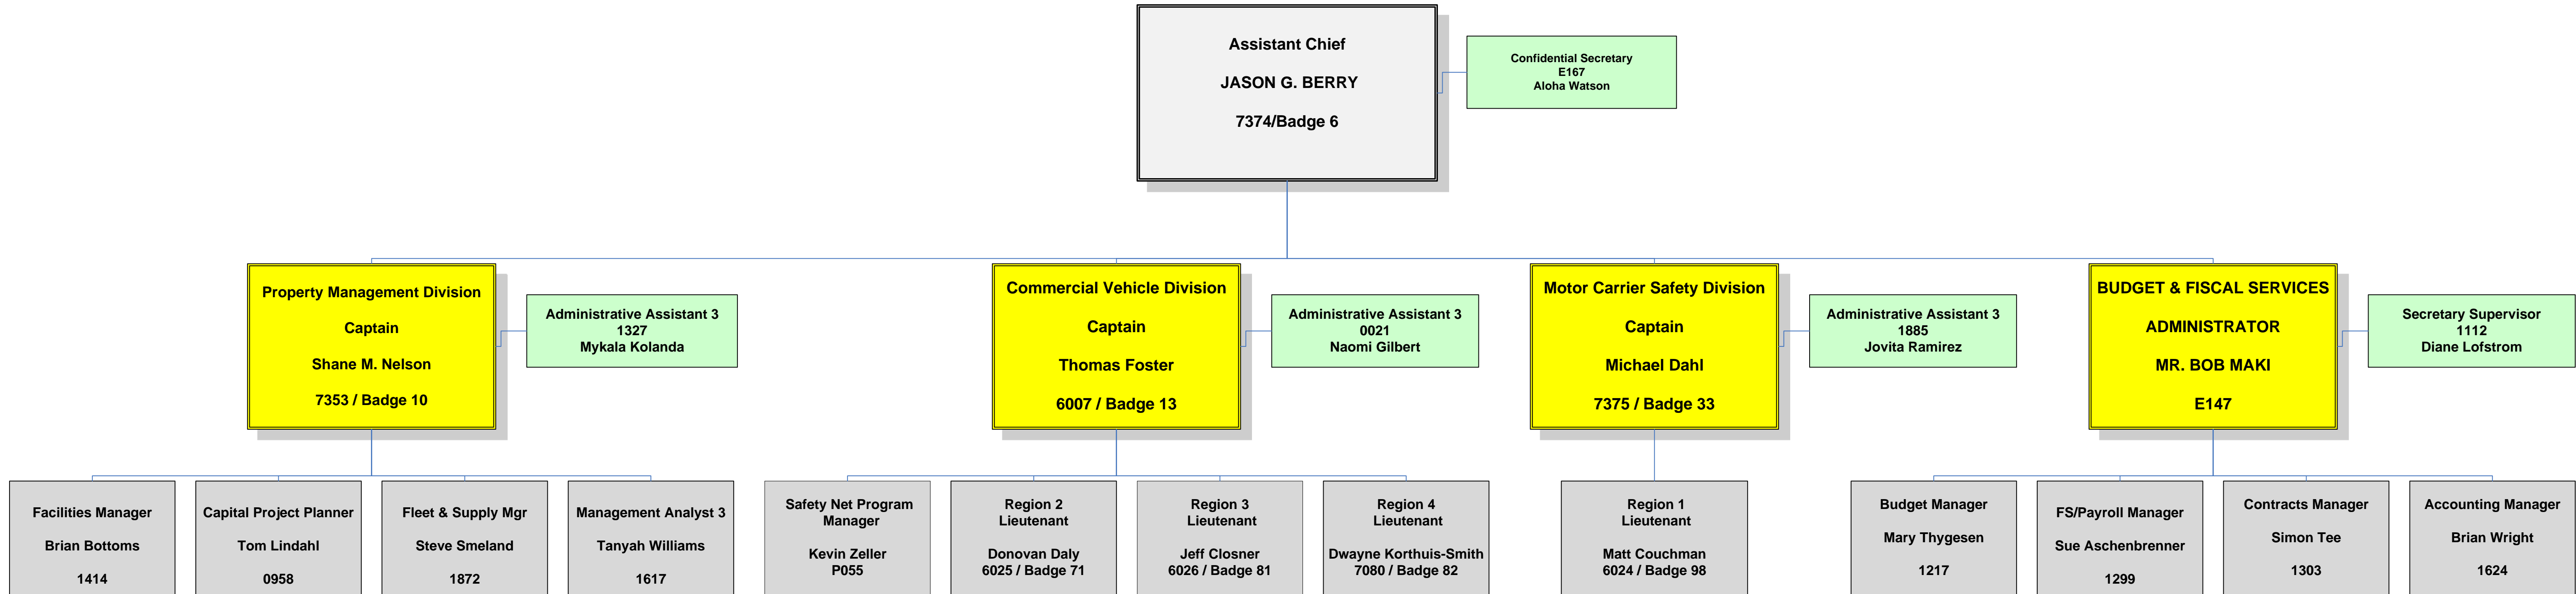 Assistant Chief
JASON G. BERRY
7374/Badge 6
Confidential Secretary
E167
Aloha Watson
Property Management Division
Captain
Shane M. Nelson
7353 / Badge 10
Administrative Assistant 3
1327
Mykala Kolanda
Commercial Vehicle Division
Captain
Thomas Foster
6007 / Badge 13
Administrative Assistant 3
0021
Naomi Gilbert
Motor Carrier Safety Division
Captain
Michael Dahl
7375 / Badge 33
Administrative Assistant 3
1885
Jovita Ramirez
BUDGET & FISCAL SERVICES
ADMINISTRATOR
MR. BOB MAKI
E147
Secretary Supervisor
1112
Diane Lofstrom
Facilities Manager
Brian Bottoms
1414
Capital Project Planner
Tom Lindahl
0958
Fleet & Supply Mgr
Steve Smeland
1872
Management Analyst 3
Tanyah Williams
1617
Safety Net Program
Manager
Kevin Zeller
P055
Region 2
Lieutenant
Donovan Daly
6025 / Badge 71
Region 3
Lieutenant
Jeff Closner
6026 / Badge 81
Region 4
Lieutenant
Dwayne Korthuis-Smith
7080 / Badge 82
Region 1
Lieutenant
Matt Couchman
6024 / Badge 98
Budget Manager
Mary Thygesen
1217
FS/Payroll Manager
Sue Aschenbrenner
1299
Contracts Manager
Simon Tee
1303
Accounting Manager
Brian Wright
1624